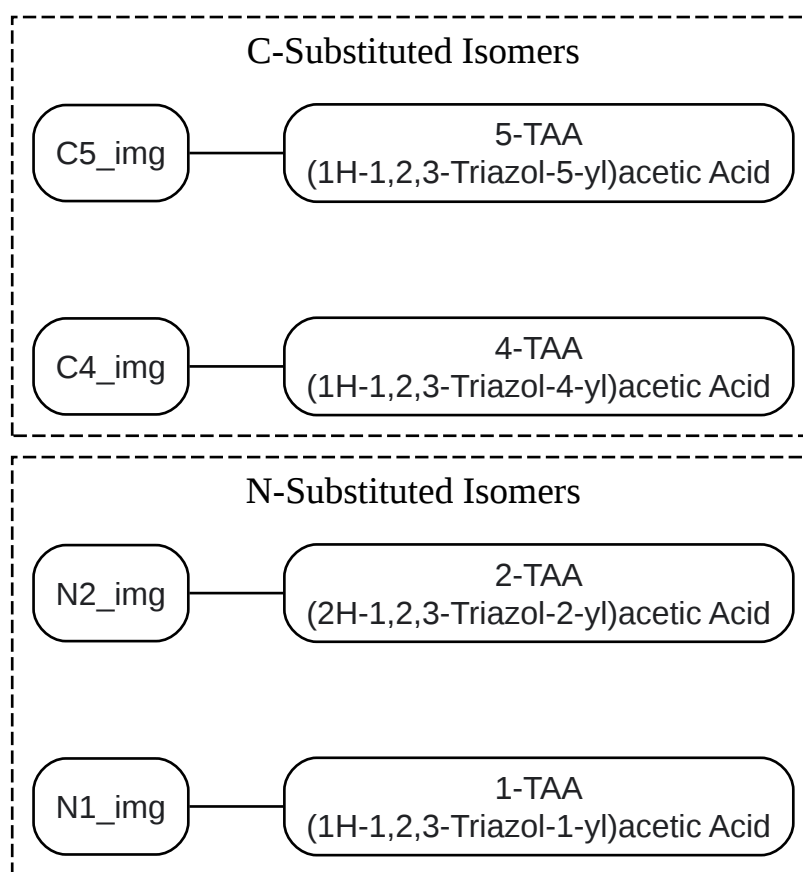 C-Substituted Isomers
C5_img
5-TAA
(1H-1,2,3-Triazol-5-yl)acetic Acid
C4_img
4-TAA
(1H-1,2,3-Triazol-4-yl)acetic Acid
N-Substituted Isomers
N2_img
2-TAA
(2H-1,2,3-Triazol-2-yl)acetic Acid
N1_img
1-TAA
(1H-1,2,3-Triazol-1-yl)acetic Acid